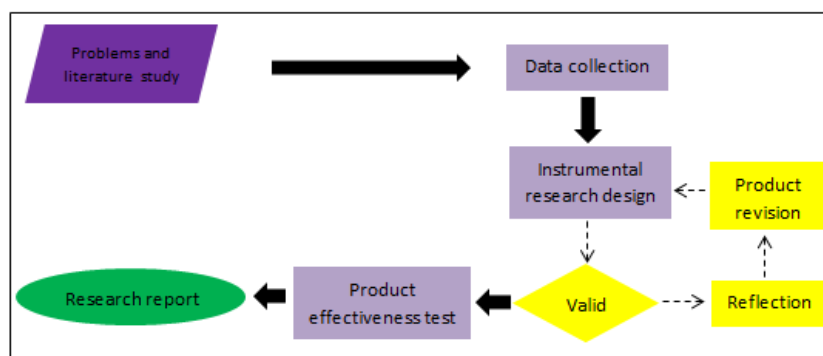 Problems and
literature study
Data collection
Instrumental
research design
Product
revision
Valid
Reflection
Product
effectiveness test
Research report